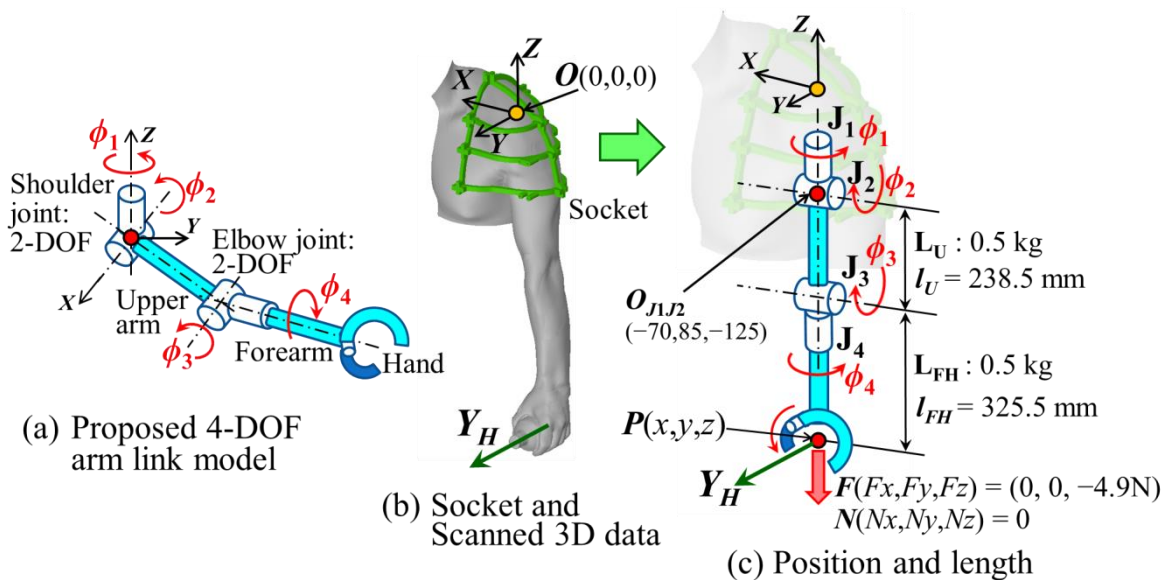 ϕ1
Z
ϕ2
Shoulder
joint:
2-DOF
Y
Elbow joint:
2-DOF
X
Upper
arm
ϕ3
ϕ4
Forearm
Hand
(a) Proposed 4-DOF
arm link model
Z
X
O(0,0,0)
Y
Socket
YH
(b) Socket and
Scanned 3D data
Z
X
Y
J1
ϕ1
J2
ϕ2
LU : 0.5 kg
lU = 238.5 mm
ϕ3
J3
OJ1J2
(−70,85,−125)
J4
ϕ4
LFH : 0.5 kg
lFH = 325.5 mm
P(x,y,z)
YH
F(Fx,Fy,Fz) = (0, 0, −4.9N)
N(Nx,Ny,Nz) = 0
(c) Position and length